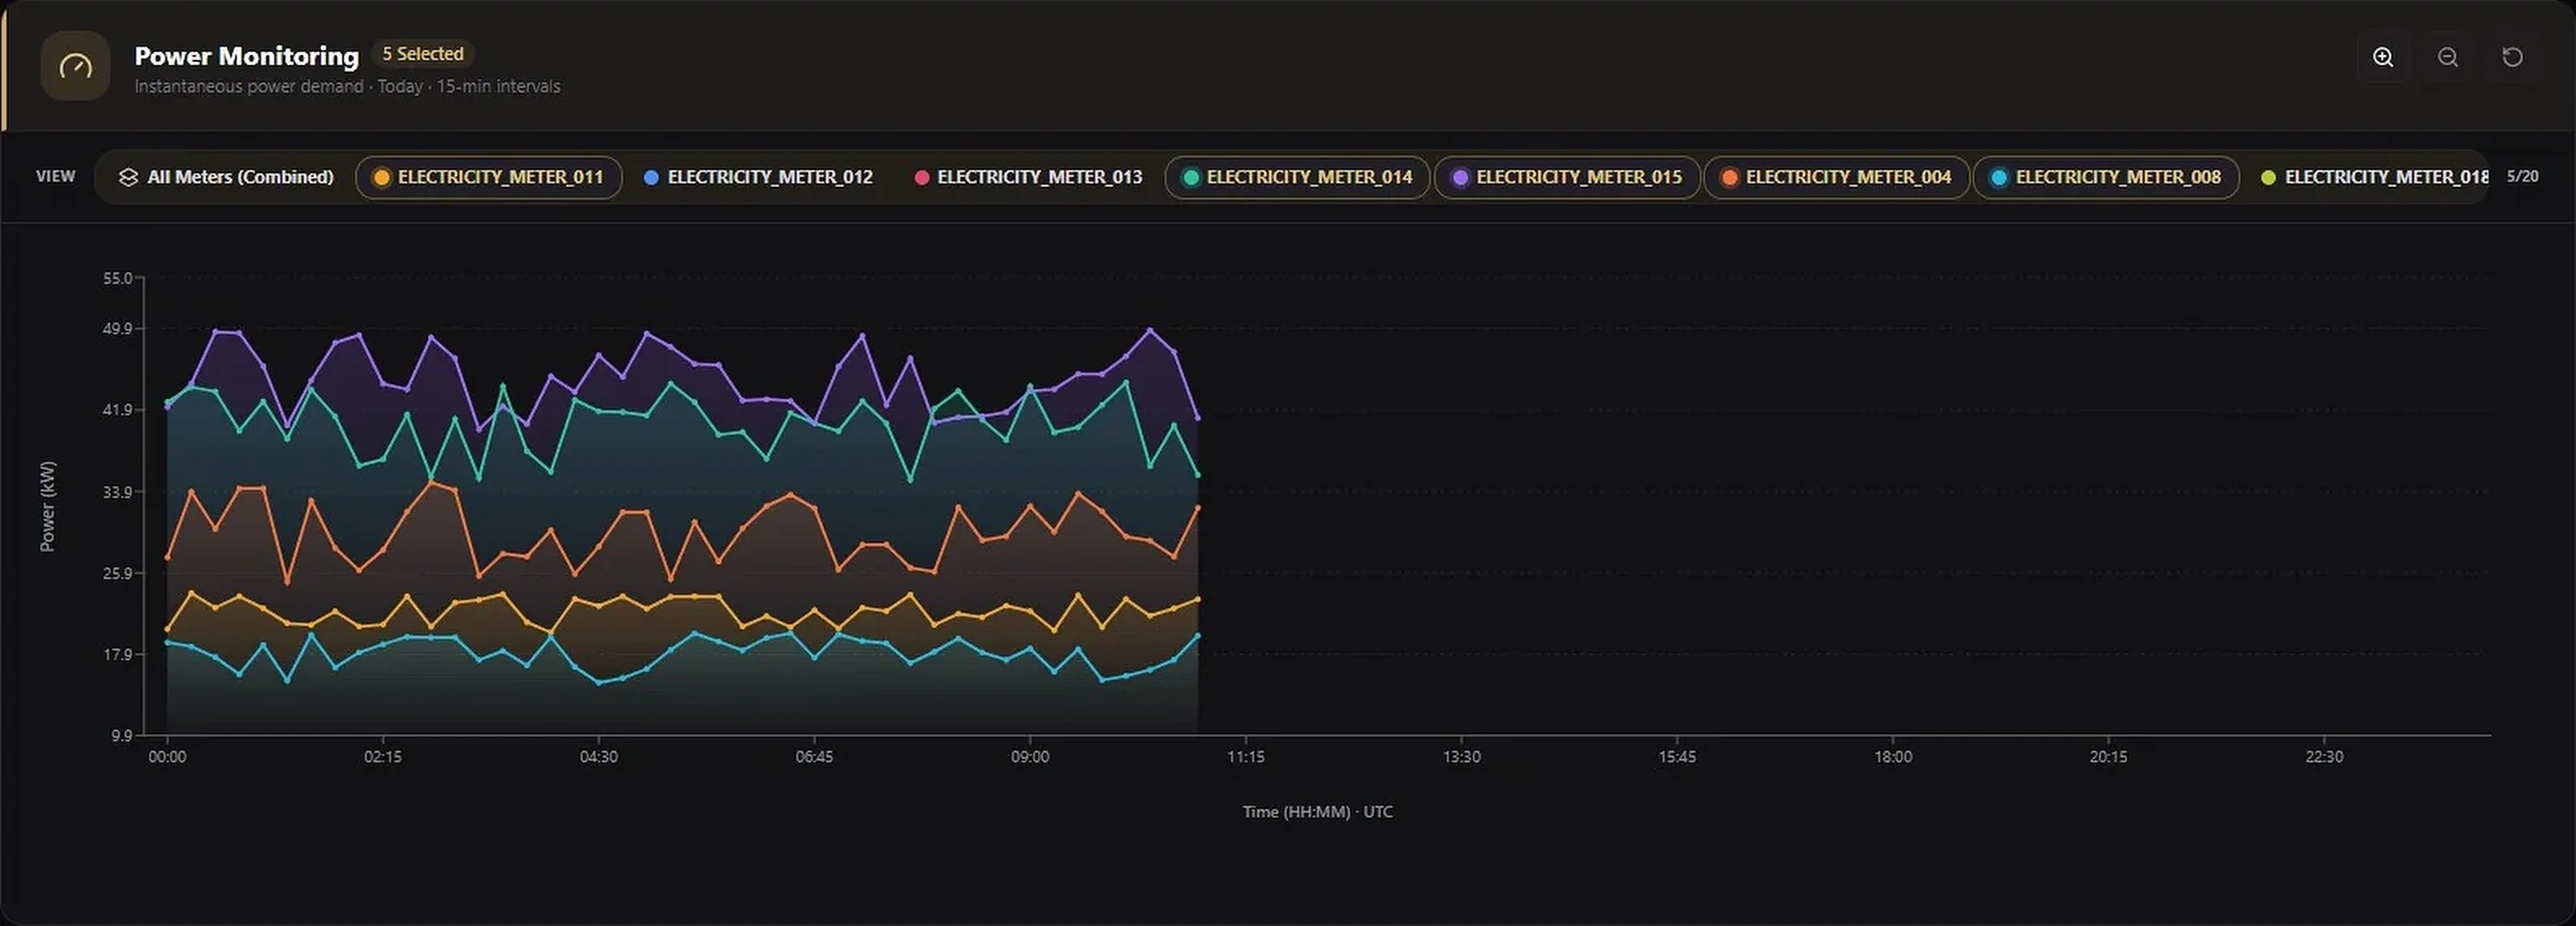 Power Monitoring 5 Selected
Instantaneous power demand · Today · 15-min intervals
VIEW All Meters (Combined) ELECTRICITY_METER_011 ELECTRICITY_METER_012 ELECTRICITY_METER_013 ELECTRICITY_METER_014 ELECTRICITY_METER_015 ELECTRICITY_METER_004 ELECTRICITY_METER_008 ELECTRICITY_METER_018 5/20
55.0
49.9
41.9
33.9
25.9
17.9
9.9
Power (kW)
00:00 02:15 04:30 06:45 09:00 11:15 13:30 15:45 18:00 20:15 22:30
Time (HH:MM) · UTC